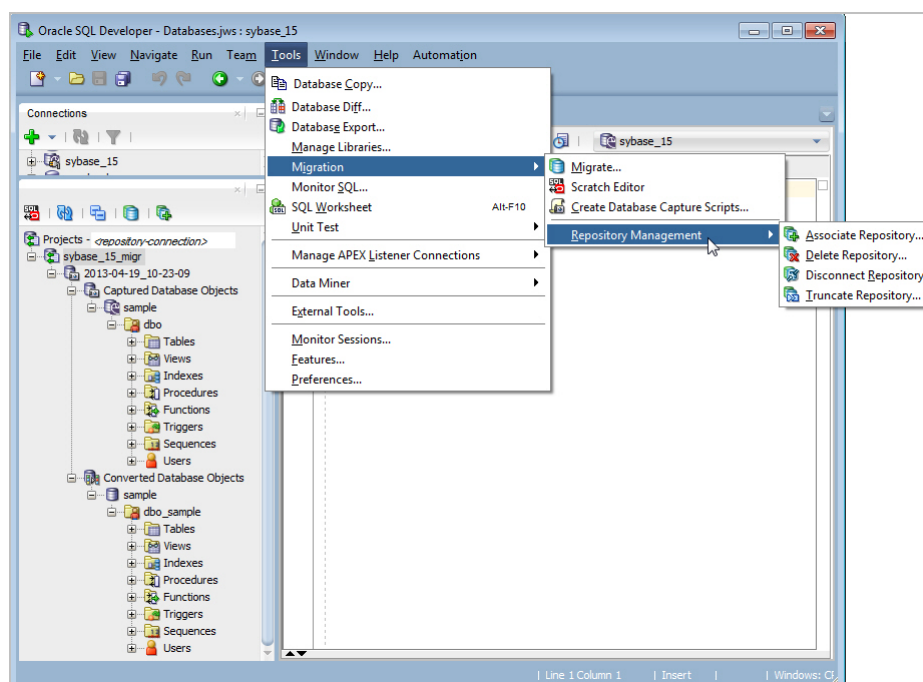 Oracle SQL Developer - Databases.jws : sybase_15
File Edit View Navigate Run Team Tools Window Help Automation
Connections
sybase_15
Projects - <repository-connection>
sybase_15_migr
2013-04-19_10-23-09
Captured Database Objects
sample
dbo
Tables
Views
Indexes
Procedures
Functions
Triggers
Sequences
Users
Converted Database Objects
sample
dbo_sample
Tables
Views
Indexes
Procedures
Functions
Triggers
Sequences
Users
Database Copy...
Database Diff...
Database Export...
Manage Libraries...
Migration
Monitor SQL...
SQL Worksheet Alt-F10
Unit Test
Manage APEX Listener Connections
Data Miner
External Tools...
Monitor Sessions...
Features...
Preferences...
sybase_15
Migrate...
Scratch Editor
Create Database Capture Scripts...
Repository Management
Associate Repository...
Delete Repository...
Disconnect Repository
Truncate Repository...
| Line 1 Column 1 | Insert | | Windows: CR